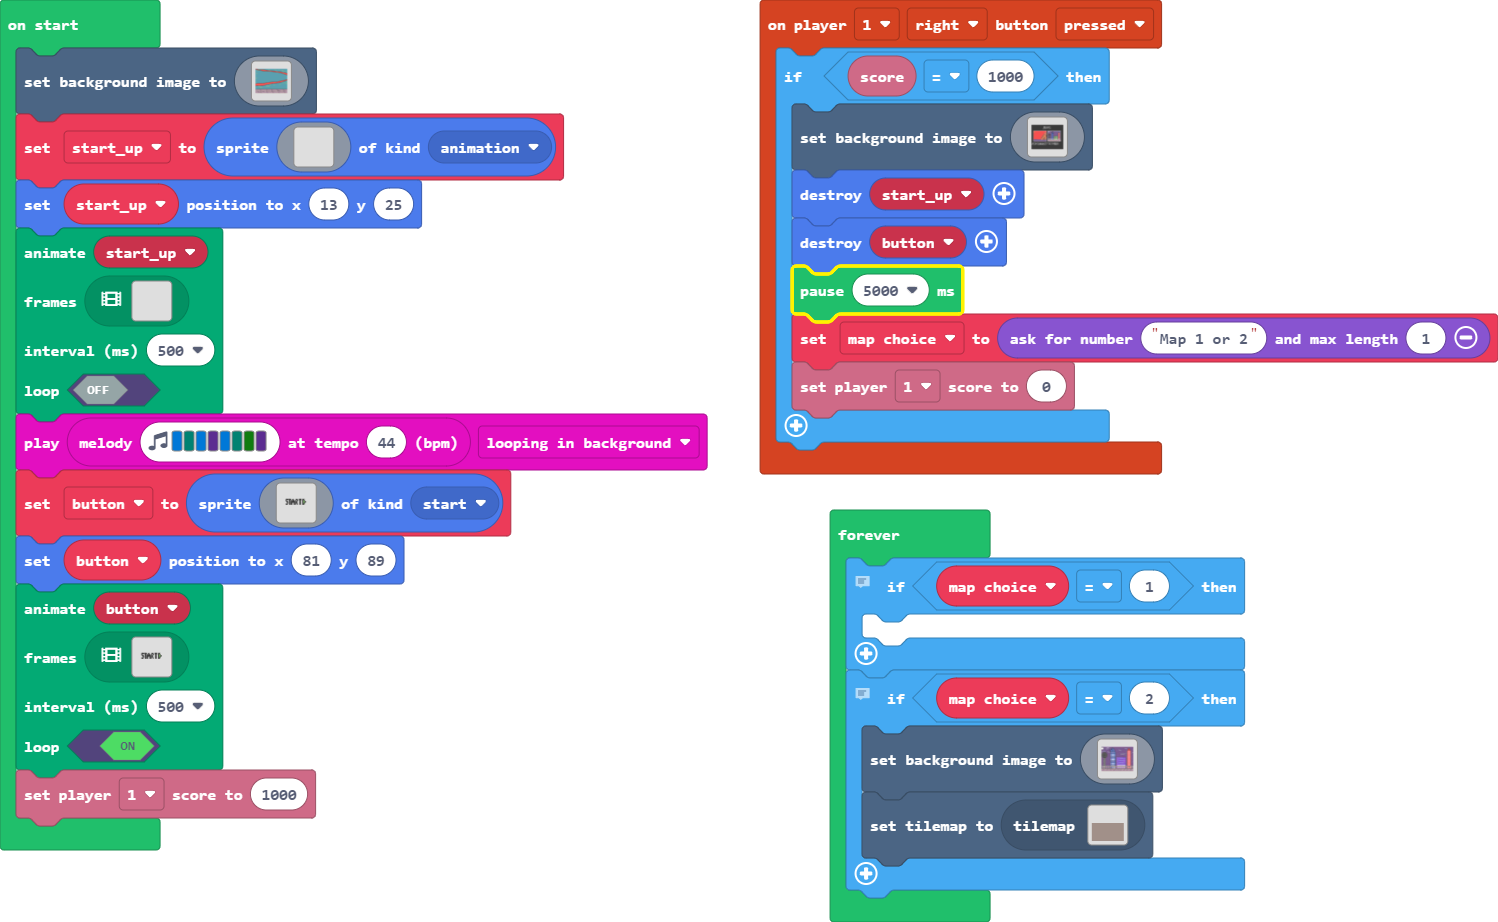 on start
set background image to
set start_up to sprite of kind animation
set start_up position to x 13 y 25
animate start_up
frames
interval (ms) 500
loop OFF
play melody at tempo 44 (bpm) looping in background
set button to sprite START of kind start
set button position to x 81 y 89
animate button
frames START
interval (ms) 500
loop ON
set player 1 score to 1000
on player 1 right button pressed
if score = 1000 then
set background image to
destroy start_up
destroy button
pause 5000 ms
set map choice to ask for number "Map 1 or 2" and max length 1
set player 1 score to 0
forever
if map choice = 1 then
if map choice = 2 then
set background image to
set tilemap to tilemap